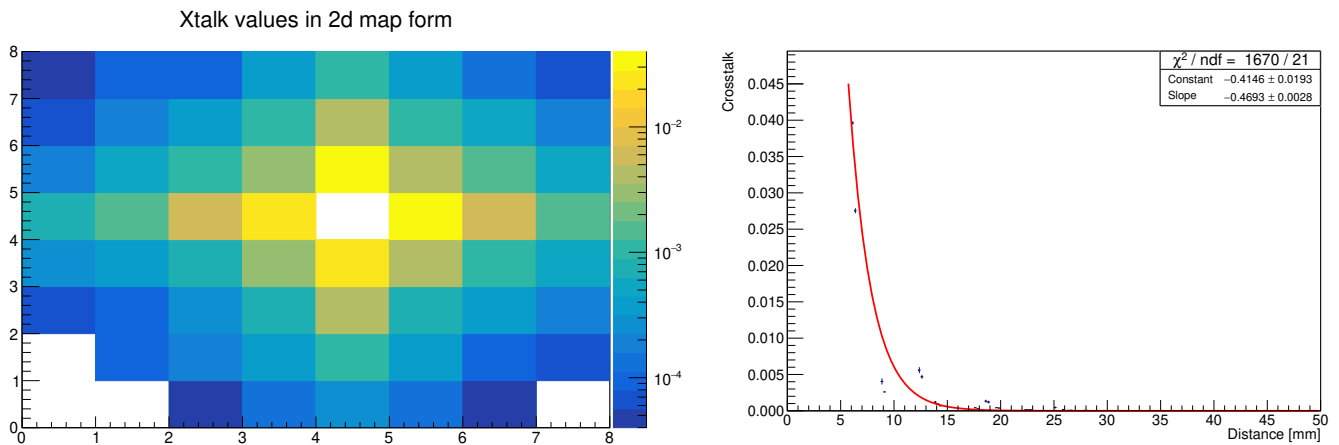 Xtalk values in 2d map form
8
7
6
5
4
3
2
1
0
0 1 2 3 4 5 6 7 8
10⁻²
10⁻³
10⁻⁴
Crosstalk
0.045
0.040
0.035
0.030
0.025
0.020
0.015
0.010
0.005
0.000
0 5 10 15 20 25 30 35 40 45 50
Distance [mm]
χ² / ndf = 1670 / 21
Constant −0.4146 ± 0.0193
Slope −0.4693 ± 0.0028